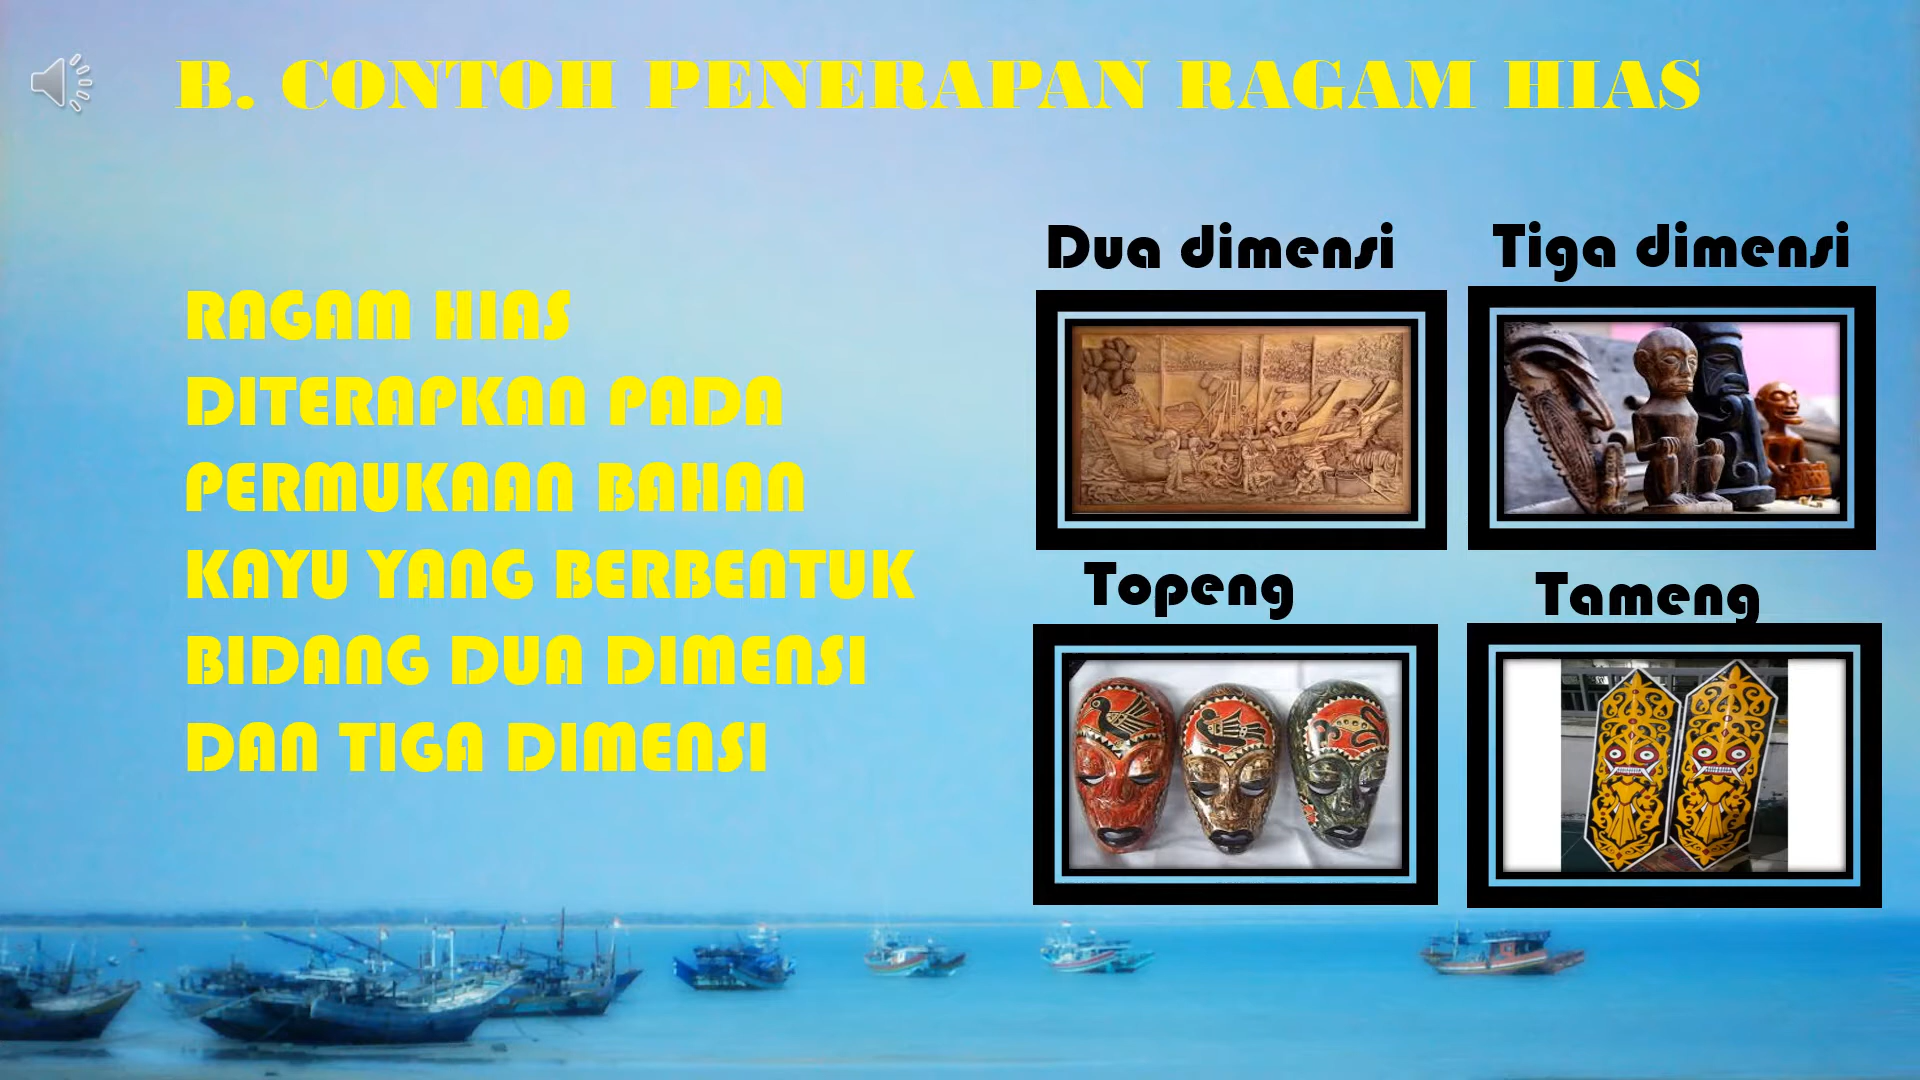 B. CONTOH PENERAPAN RAGAM HIAS
RAGAM HIAS
DITERAPKAN PADA
PERMUKAAN BAHAN
KAYU YANG BERBENTUK
BIDANG DUA DIMENSI
DAN TIGA DIMENSI
Dua dimensi
Tiga dimensi
Topeng
Tameng